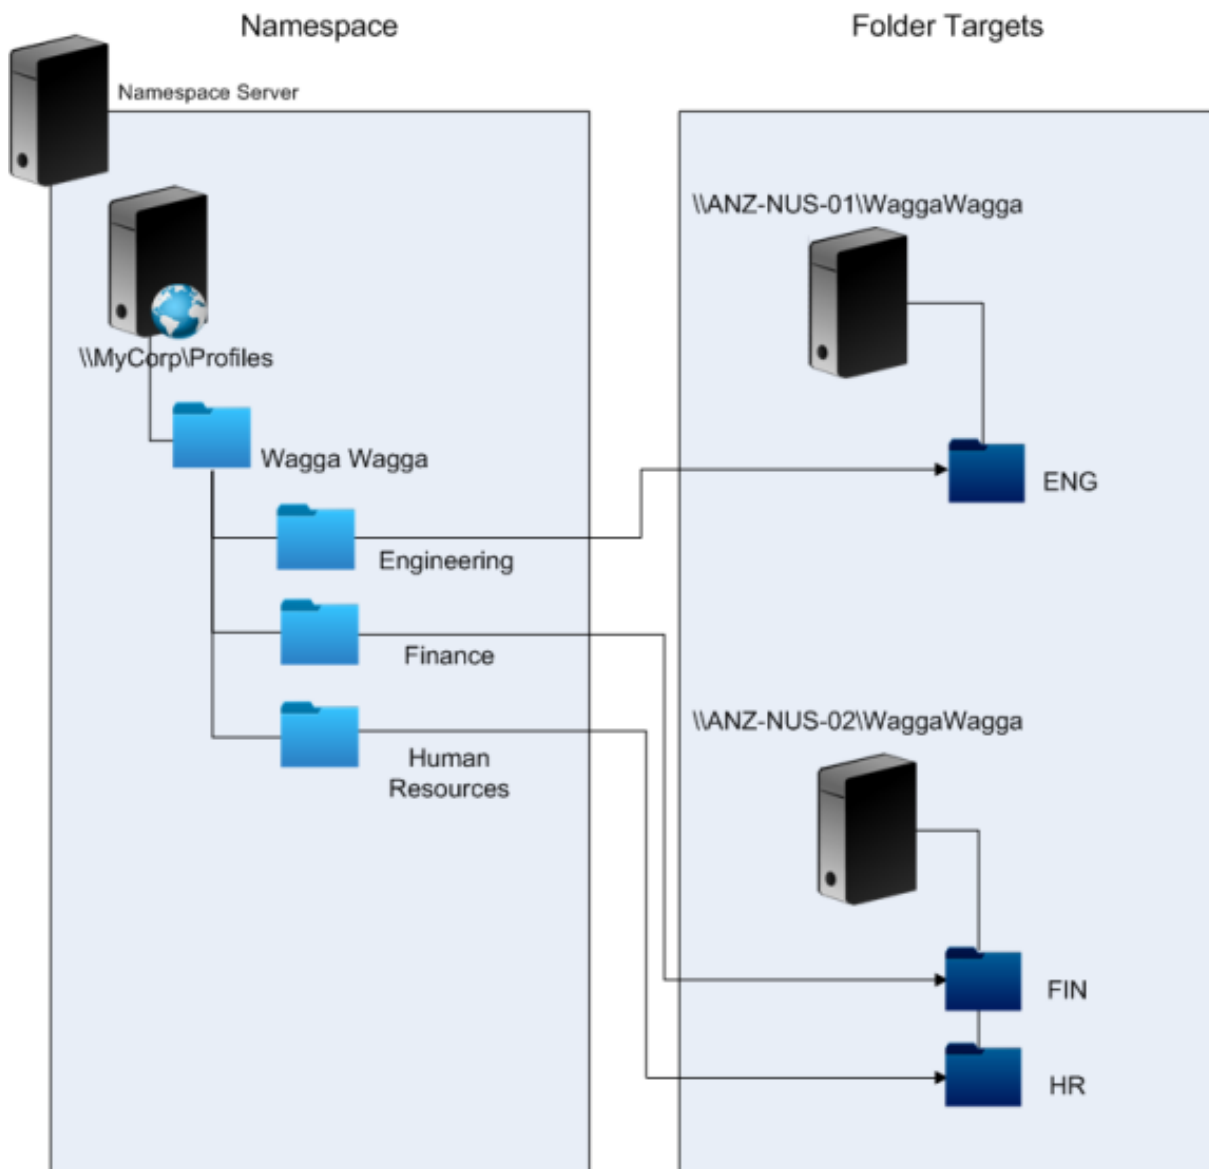 Namespace
Folder Targets
Namespace Server
\\MyCorp\Profiles
Wagga Wagga
Engineering
Finance
Human
Resources
\\ANZ-NUS-01\WaggaWagga
ENG
\\ANZ-NUS-02\WaggaWagga
FIN
HR